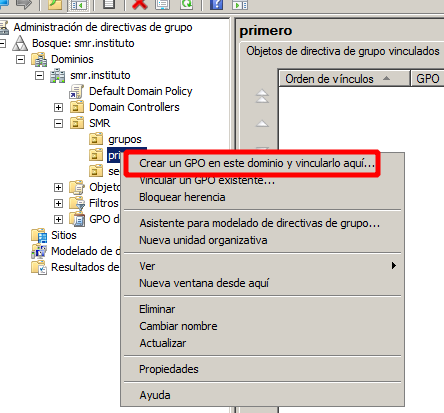 Administración de directivas de grupo
Bosque: smr.instituto
Dominios
smr.instituto
Default Domain Policy
Domain Controllers
SMR
grupos
Objeto
Filtros
GPO d
Sitios
Modelado de
Resultados de
primero
Objetos de directiva de grupo vinculados
Orden de vínculos
GPO
Crear un GPO en este dominio y vincularlo aquí...
Vincular un GPO existente...
Bloquear herencia
Asistente para modelado de directivas de grupo...
Nueva unidad organizativa
Ver
Nueva ventana desde aquí
Eliminar
Cambiar nombre
Actualizar
Propiedades
Ayuda